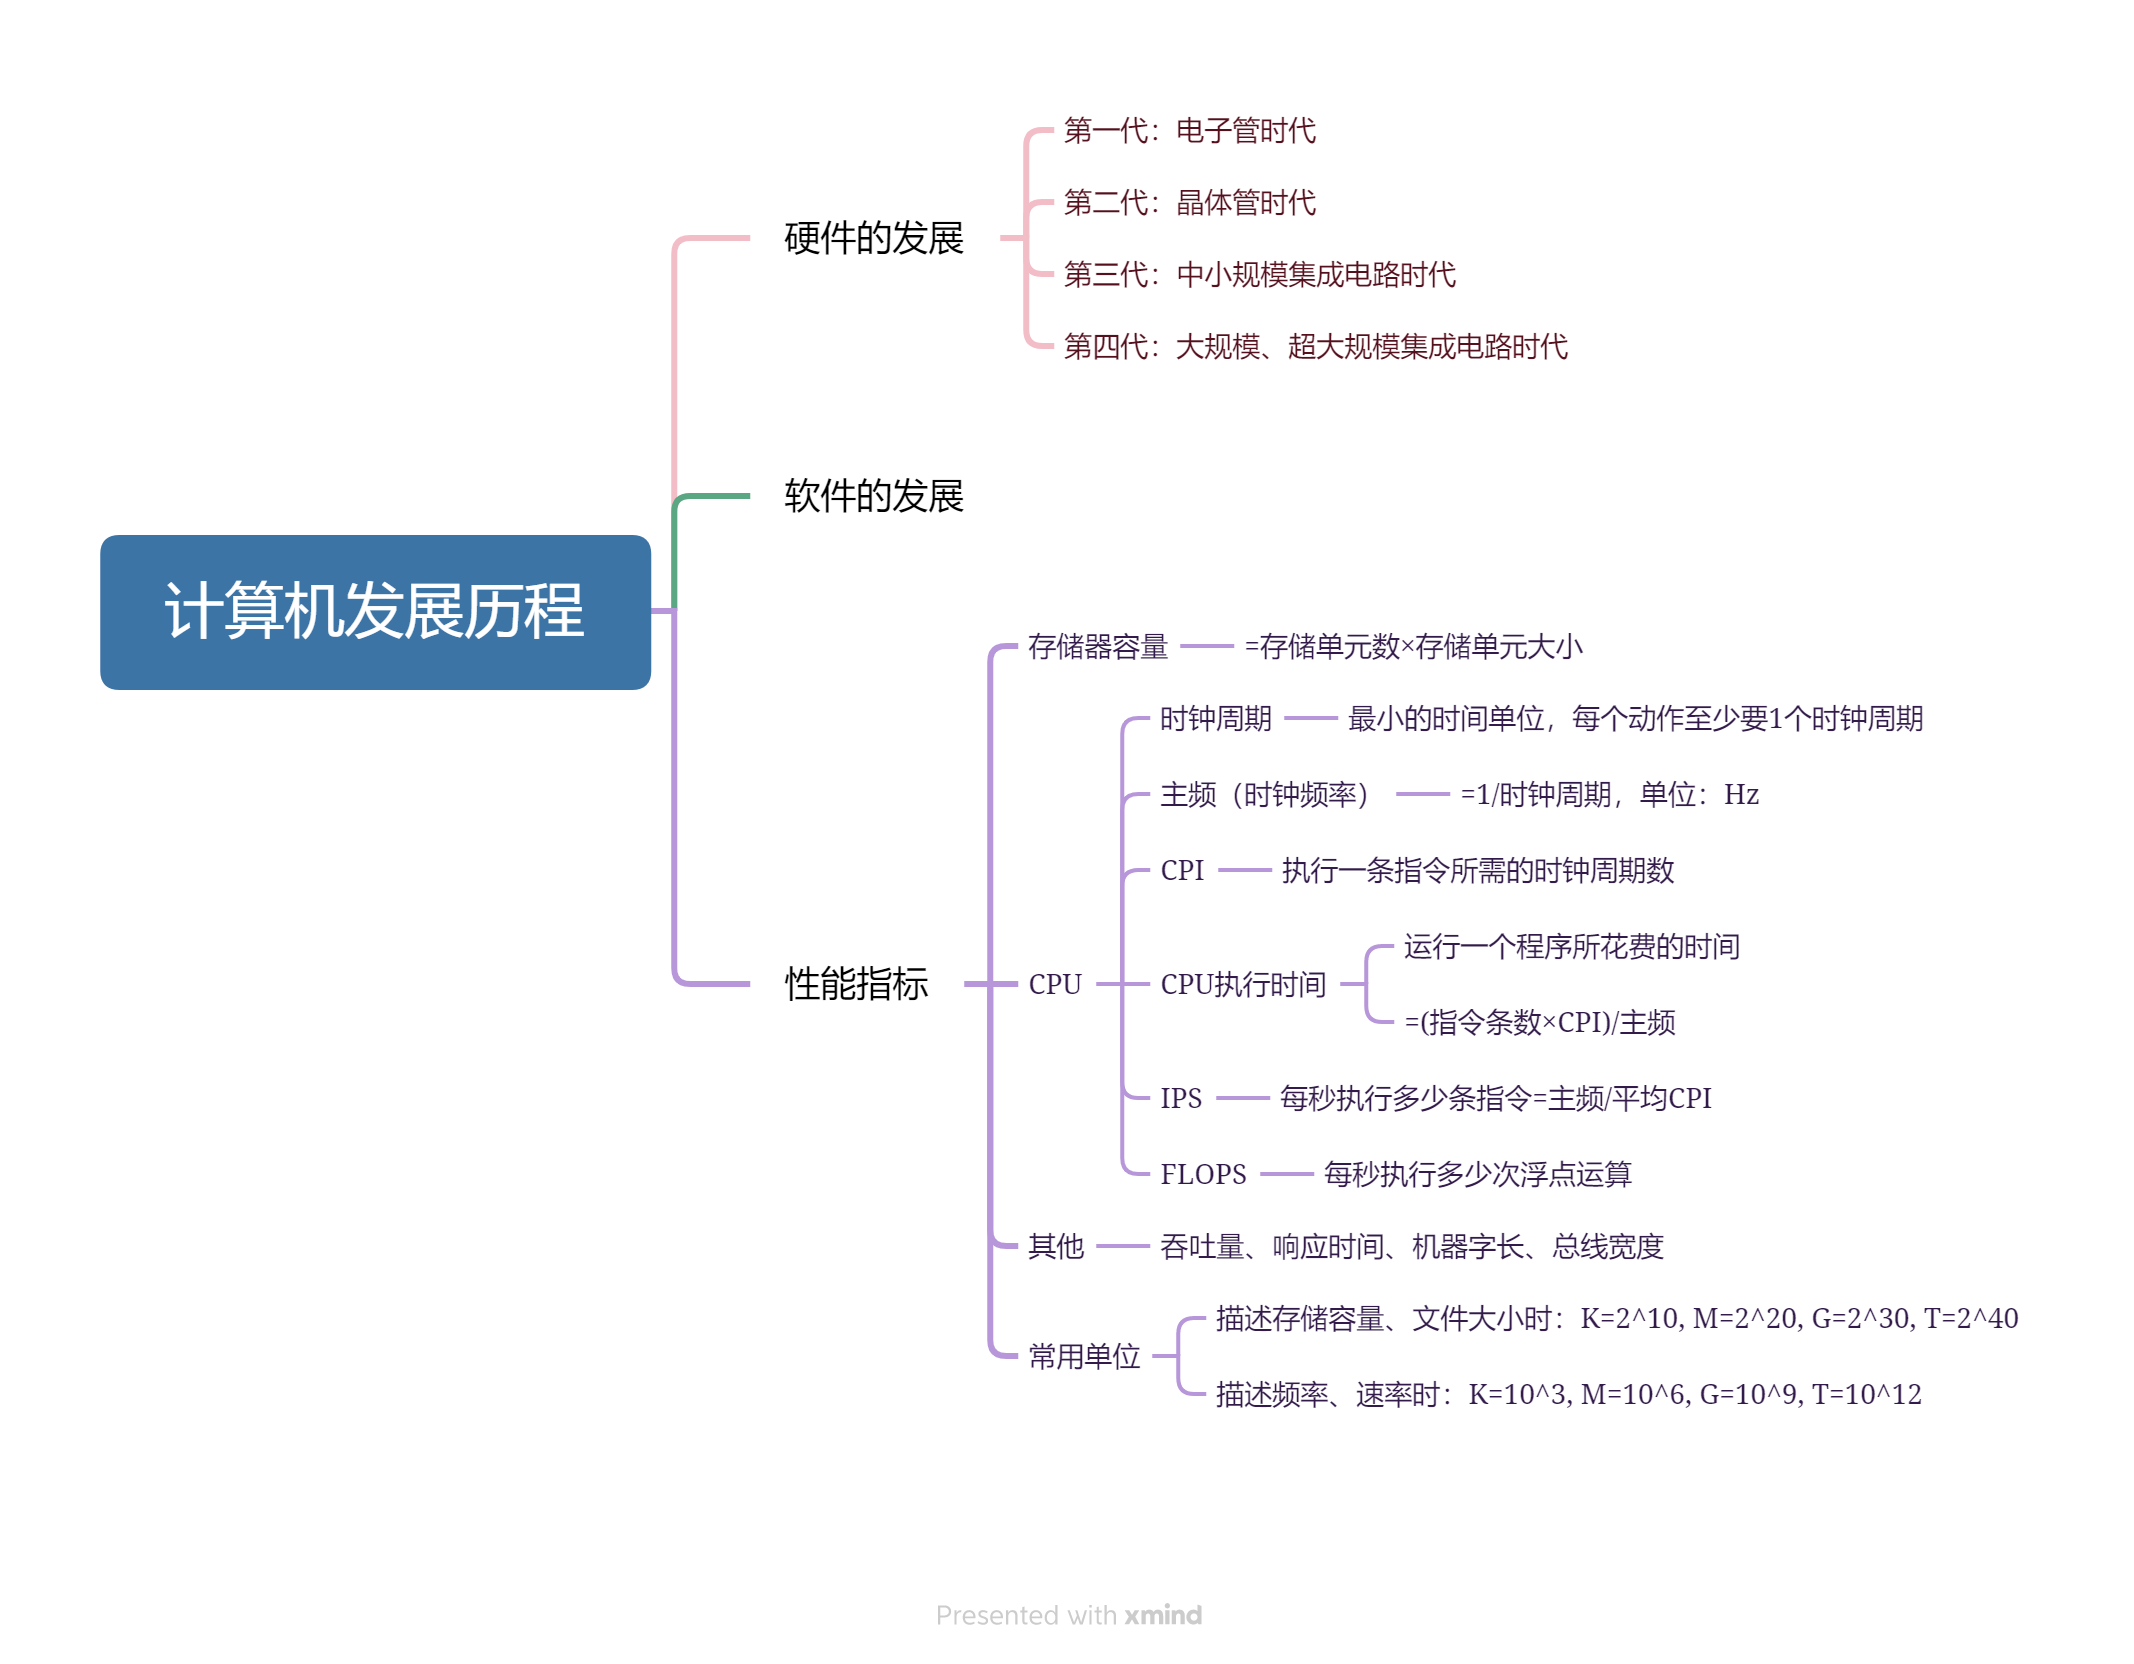 计算机发展历程
硬件的发展
第一代：电子管时代
第二代：晶体管时代
第三代：中小规模集成电路时代
第四代：大规模、超大规模集成电路时代
软件的发展
性能指标
存储器容量
=存储单元数×存储单元大小
CPU
时钟周期
最小的时间单位，每个动作至少要1个时钟周期
主频（时钟频率）
=1/时钟周期，单位：Hz
CPI
执行一条指令所需的时钟周期数
CPU执行时间
运行一个程序所花费的时间
=(指令条数×CPI)/主频
IPS
每秒执行多少条指令=主频/平均CPI
FLOPS
每秒执行多少次浮点运算
其他
吞吐量、响应时间、机器字长、总线宽度
常用单位
描述存储容量、文件大小时：K=2^10, M=2^20, G=2^30, T=2^40
描述频率、速率时：K=10^3, M=10^6, G=10^9, T=10^12
Presented with xmind